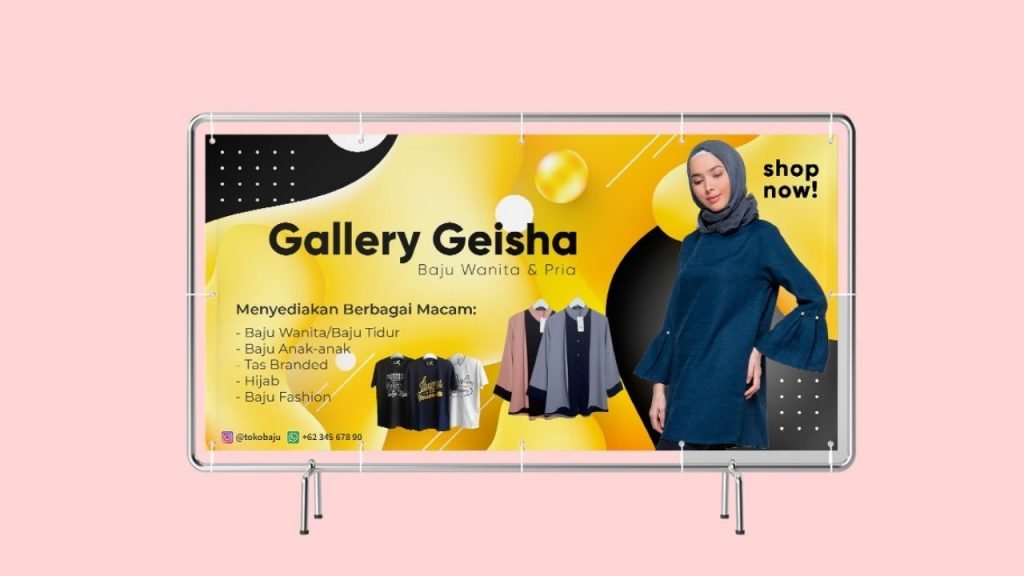 shop
now!
Gallery Geisha
Baju Wanita & Pria
Menyediakan Berbagai Macam:
- Baju Wanita/Baju Tidur
- Baju Anak-anak
- Tas Branded
- Hijab
- Baju Fashion
@tokobaju +62 345 678 90